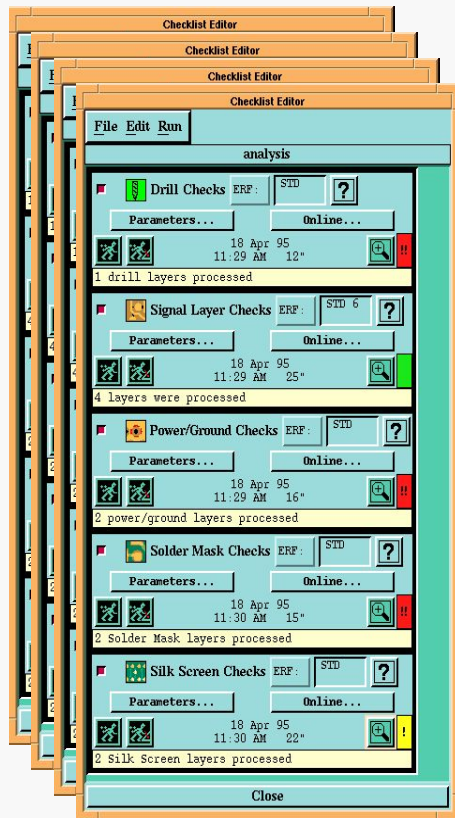 Checklist Editor
Checklist Editor
Checklist Editor
Checklist Editor
File Edit Run
analysis
Drill Checks ERF: STD ?
Parameters... Online...
18 Apr 95
11:29 AM 12" !!
1 drill layers processed
Signal Layer Checks ERF: STD 6 ?
Parameters... Online...
18 Apr 95
11:29 AM 25"
4 layers were processed
Power/Ground Checks ERF: STD ?
Parameters... Online...
18 Apr 95
11:29 AM 16" !!
2 power/ground layers processed
Solder Mask Checks ERF: STD ?
Parameters... Online...
18 Apr 95
11:30 AM 15" !!
2 Solder Mask layers processed
Silk Screen Checks ERF: STD ?
Parameters... Online...
18 Apr 95
11:30 AM 22" !
2 Silk Screen layers processed
Close